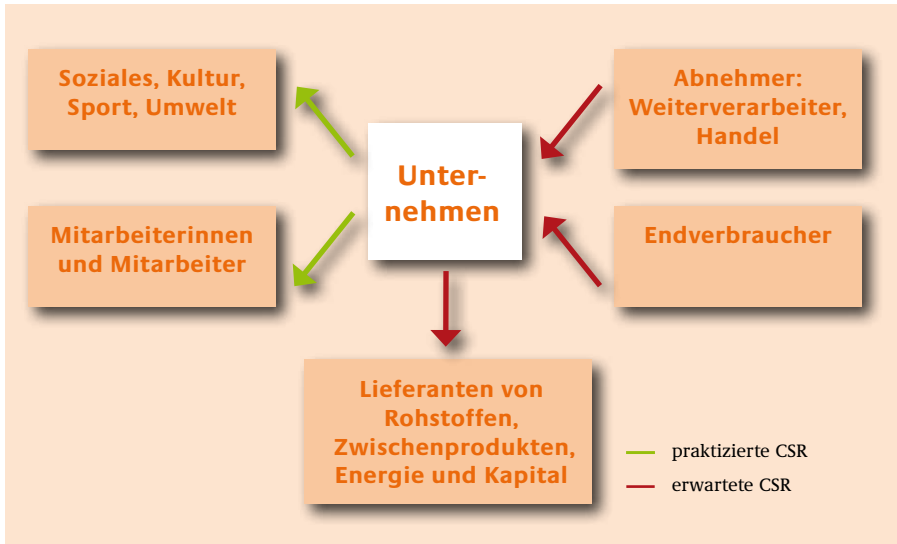 Soziales, Kultur,
Sport, Umwelt
Abnehmer:
Weiterverarbeiter,
Handel
Unter-
nehmen
Mitarbeiterinnen
und Mitarbeiter
Endverbraucher
Lieferanten von
Rohstoffen,
Zwischenprodukten,
Energie und Kapital
praktizierte CSR
erwartete CSR